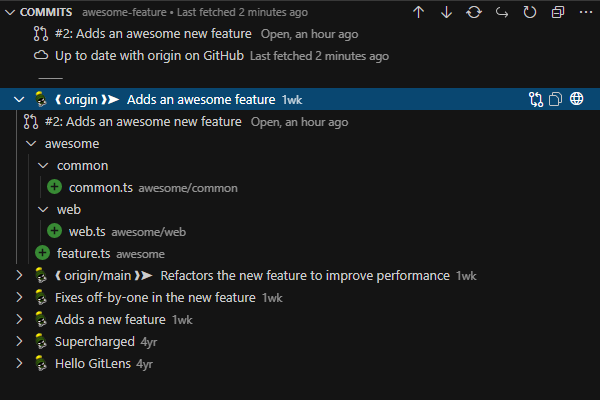 COMMITS awesome-feature • Last fetched 2 minutes ago
#2: Adds an awesome new feature Open, an hour ago
Up to date with origin on GitHub Last fetched 2 minutes ago
❨ origin ❩➤ Adds an awesome feature 1wk
#2: Adds an awesome new feature Open, an hour ago
awesome
common
common.ts awesome/common
web
web.ts awesome/web
feature.ts awesome
❨ origin/main ❩➤ Refactors the new feature to improve performance 1wk
Fixes off-by-one in the new feature 1wk
Adds a new feature 1wk
Supercharged 4yr
Hello GitLens 4yr